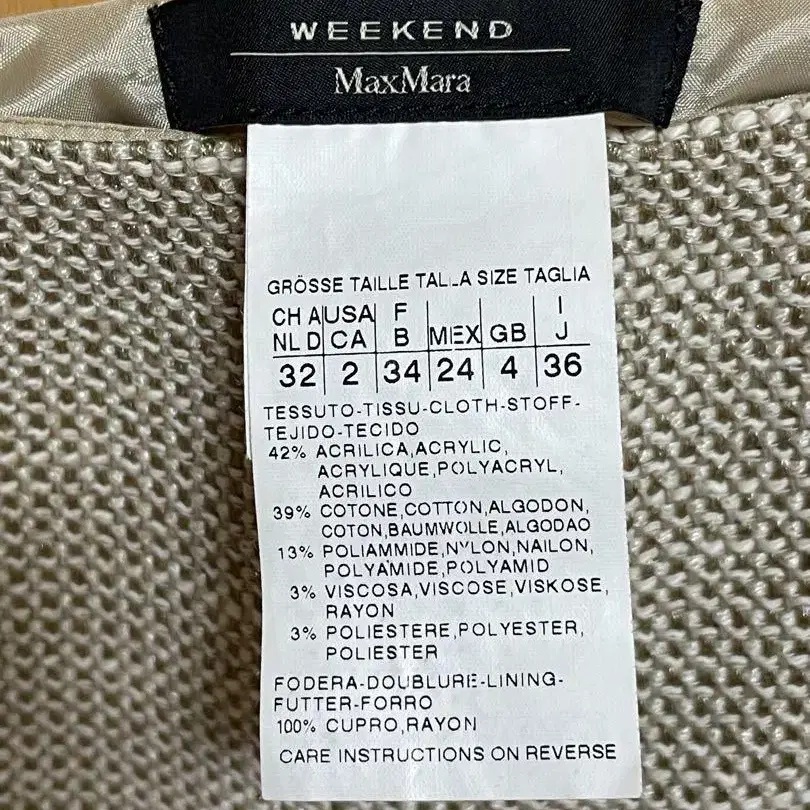 WEEKEND
MaxMara
GRÖSSE TAILLE TALLA SIZE TAGLIA
CH A USA F I
NL D CA B MEX GB J
32 2 34 24 4 36
TESSUTO-TISSU-CLOTH-STOFF-
TEJIDO-TECIDO
42% ACRILICA,ACRYLIC,
ACRYLIQUE,POLYACRYL,
ACRILICO
39% COTONE,COTTON,ALGODON,
COTON,BAUMWOLLE,ALGODAO
13% POLIAMMIDE,NYLON,NAILON,
POLYAMIDE,POLYAMID
3% VISCOSA,VISCOSE,VISKOSE,
RAYON
3% POLIESTERE,POLYESTER,
POLIESTER
FODERA-DOUBLURE-LINING-
FUTTER-FORRO
100% CUPRO,RAYON
CARE INSTRUCTIONS ON REVERSE